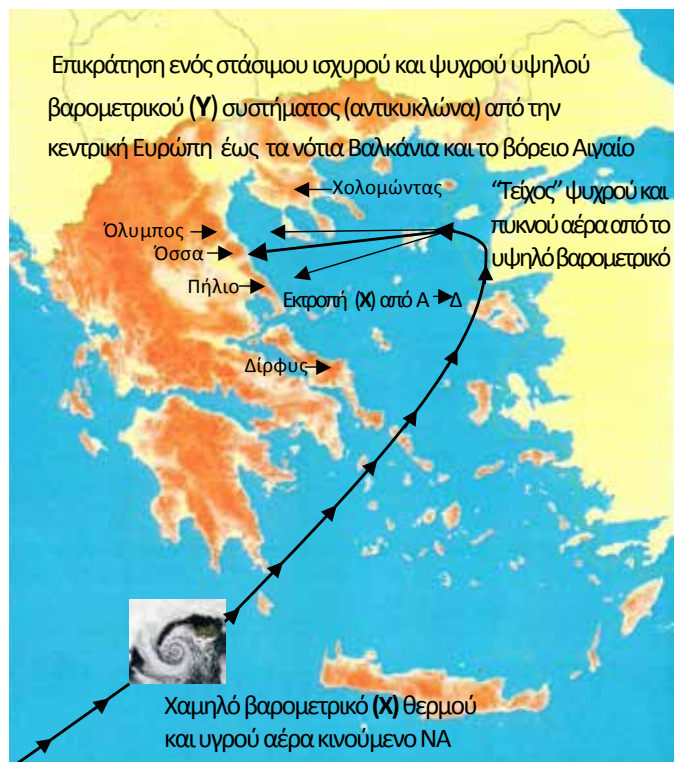 Επικράτηση ενός στάσιμου ισχυρού και ψυχρού υψηλού
βαρομετρικού (Υ) συστήματος (αντικυκλώνα) από την
κεντρική Ευρώπη έως τα νότια Βαλκάνια και το βόρειο Αιγαίο
Χολομώντας
“Τείχος” ψυχρού και
πυκνού αέρα από το
υψηλό βαρομετρικό
Όλυμπος
Όσσα
Πήλιο
Εκτροπή (Χ) από Α Δ
Δίρφυς
Χαμηλό βαρομετρικό (Χ) θερμού
και υγρού αέρα κινούμενο ΝΑ